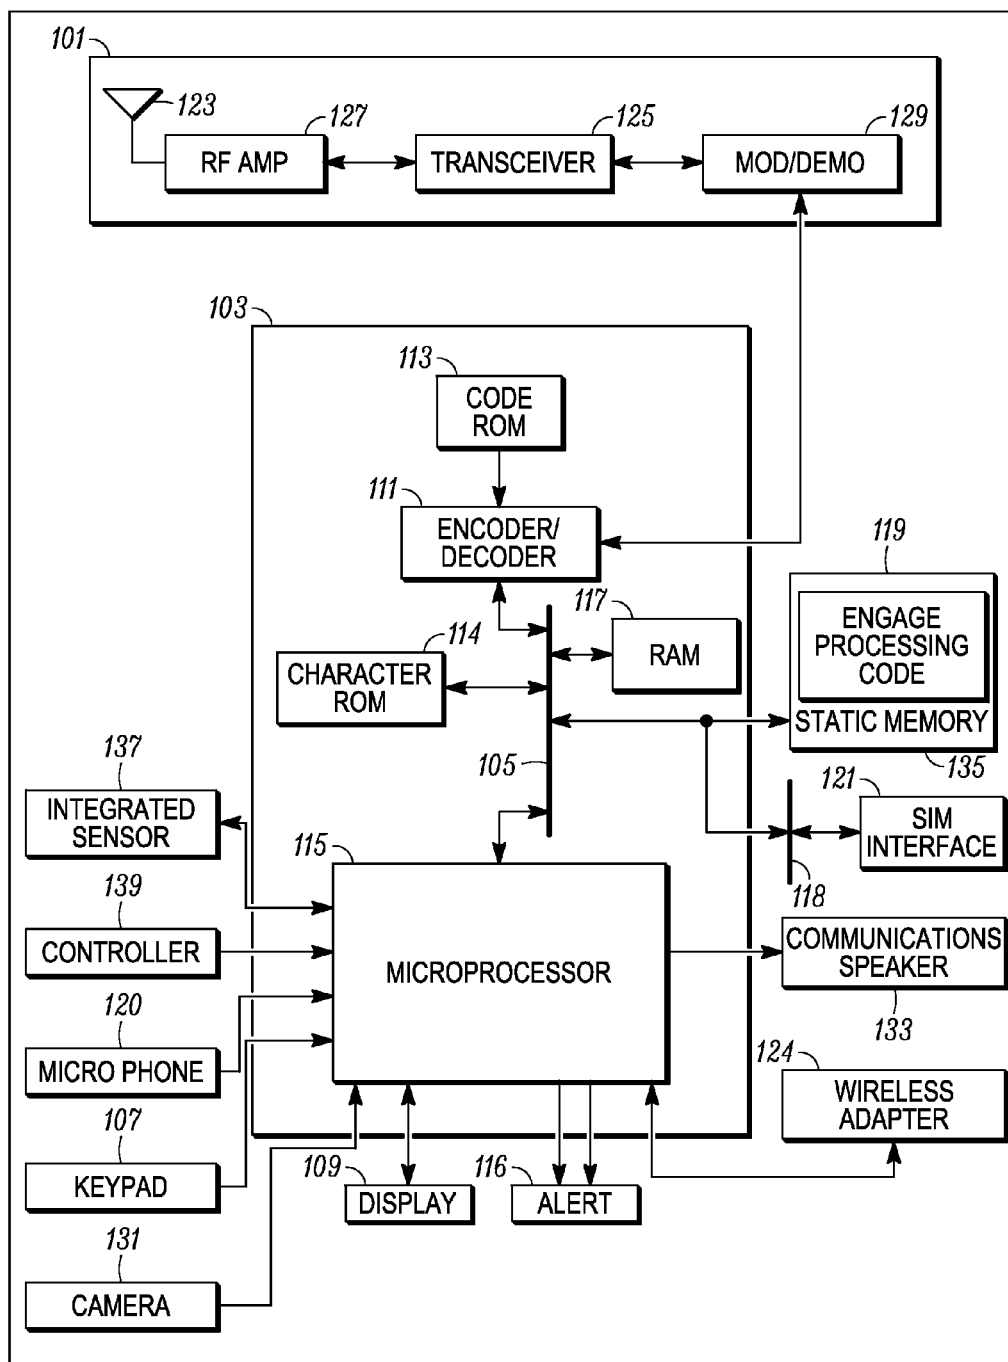 101
123
127
125
129
RF AMP
TRANSCEIVER
MOD/DEMO
103
113
CODE
ROM
111
ENCODER/
DECODER
119
ENGAGE
PROCESSING
CODE
STATIC MEMORY
135
117
RAM
114
CHARACTER
ROM
105
137
INTEGRATED
SENSOR
121
SIM
INTERFACE
118
115
MICROPROCESSOR
139
CONTROLLER
COMMUNICATIONS
SPEAKER
133
120
MICRO PHONE
124
WIRELESS
ADAPTER
107
KEYPAD
109
DISPLAY
116
ALERT
131
CAMERA